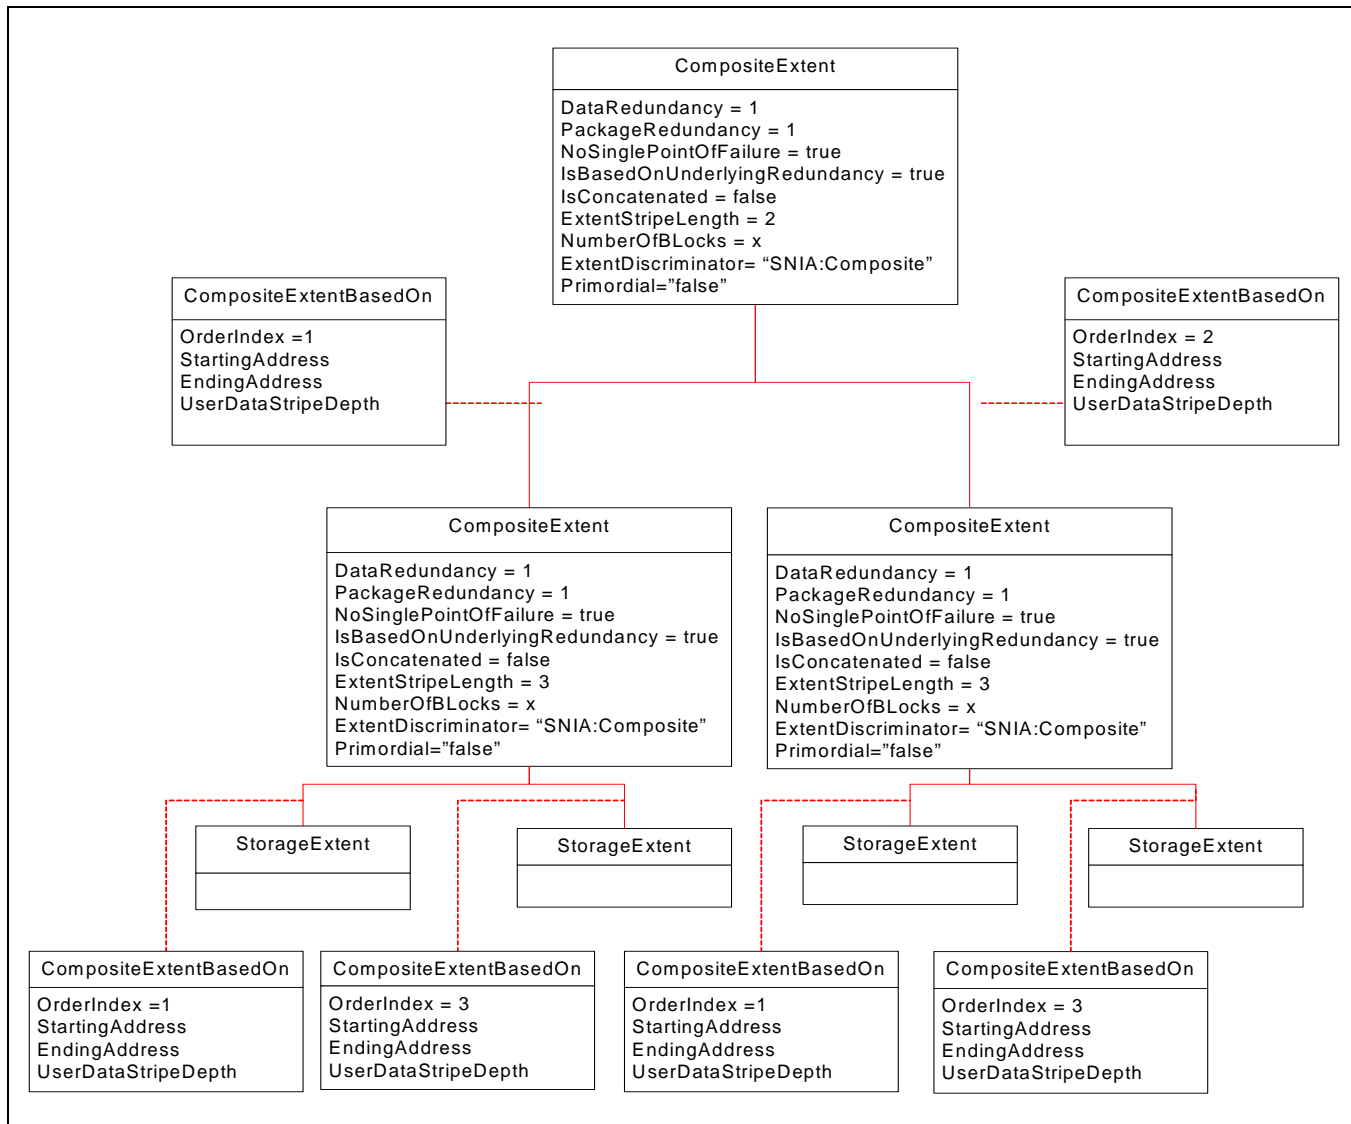 CompositeExtent
DataRedundancy = 1
PackageRedundancy = 1
NoSinglePointOfFailure = true
IsBasedOnUnderlyingRedundancy = true
IsConcatenated = false
ExtentStripeLength = 2
NumberOfBLocks = x
ExtentDiscriminator= “SNIA:Composite”
Primordial=”false”
CompositeExtentBasedOn
OrderIndex =1
StartingAddress
EndingAddress
UserDataStripeDepth
CompositeExtentBasedOn
OrderIndex = 2
StartingAddress
EndingAddress
UserDataStripeDepth
CompositeExtent
DataRedundancy = 1
PackageRedundancy = 1
NoSinglePointOfFailure = true
IsBasedOnUnderlyingRedundancy = true
IsConcatenated = false
ExtentStripeLength = 3
NumberOfBLocks = x
ExtentDiscriminator= “SNIA:Composite”
Primordial=”false”
CompositeExtent
DataRedundancy = 1
PackageRedundancy = 1
NoSinglePointOfFailure = true
IsBasedOnUnderlyingRedundancy = true
IsConcatenated = false
ExtentStripeLength = 3
NumberOfBLocks = x
ExtentDiscriminator= “SNIA:Composite”
Primordial=”false”
StorageExtent
StorageExtent
StorageExtent
StorageExtent
CompositeExtentBasedOn
OrderIndex =1
StartingAddress
EndingAddress
UserDataStripeDepth
CompositeExtentBasedOn
OrderIndex = 3
StartingAddress
EndingAddress
UserDataStripeDepth
CompositeExtentBasedOn
OrderIndex =1
StartingAddress
EndingAddress
UserDataStripeDepth
CompositeExtentBasedOn
OrderIndex = 3
StartingAddress
EndingAddress
UserDataStripeDepth